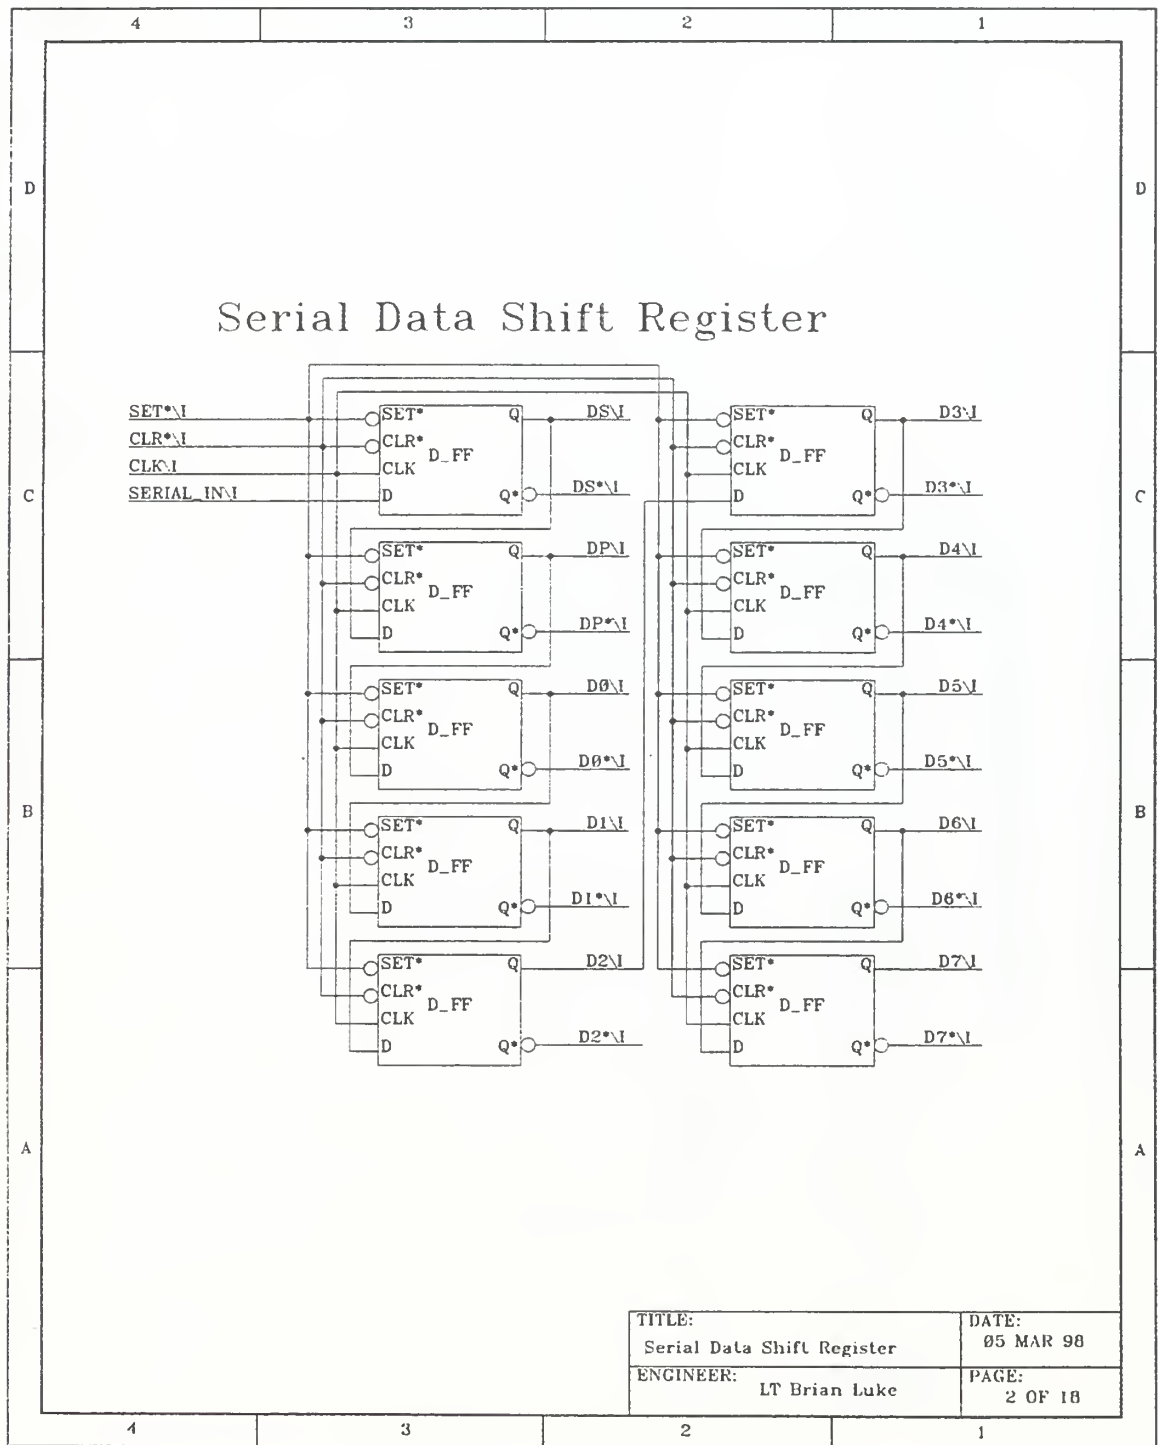 4 3 2 1
D D
Serial Data Shift Register
SET*\I SET* Q DS\I SET* Q D3\I
CLR*\I CLR* D_FF CLR* D_FF
CLK\I CLK CLK
SERIAL_IN\I D Q* DS*\I D Q* D3*\I
C C
SET* Q DP\I SET* Q D4\I
CLR* D_FF CLR* D_FF
CLK CLK
D Q* DP*\I D Q* D4*\I
SET* Q D0\I SET* Q D5\I
CLR* D_FF CLR* D_FF
CLK CLK
D Q* D0*\I D Q* D5*\I
B B
SET* Q D1\I SET* Q D6\I
CLR* D_FF CLR* D_FF
CLK CLK
D Q* D1*\I D Q* D6*\I
SET* Q D2\I SET* Q D7\I
CLR* D_FF CLR* D_FF
CLK CLK
D Q* D2*\I D Q* D7*\I
A A
TITLE:
Serial Data Shift Register
DATE:
05 MAR 98
ENGINEER:
LT Brian Luke
PAGE:
2 OF 18
4 3 2 1